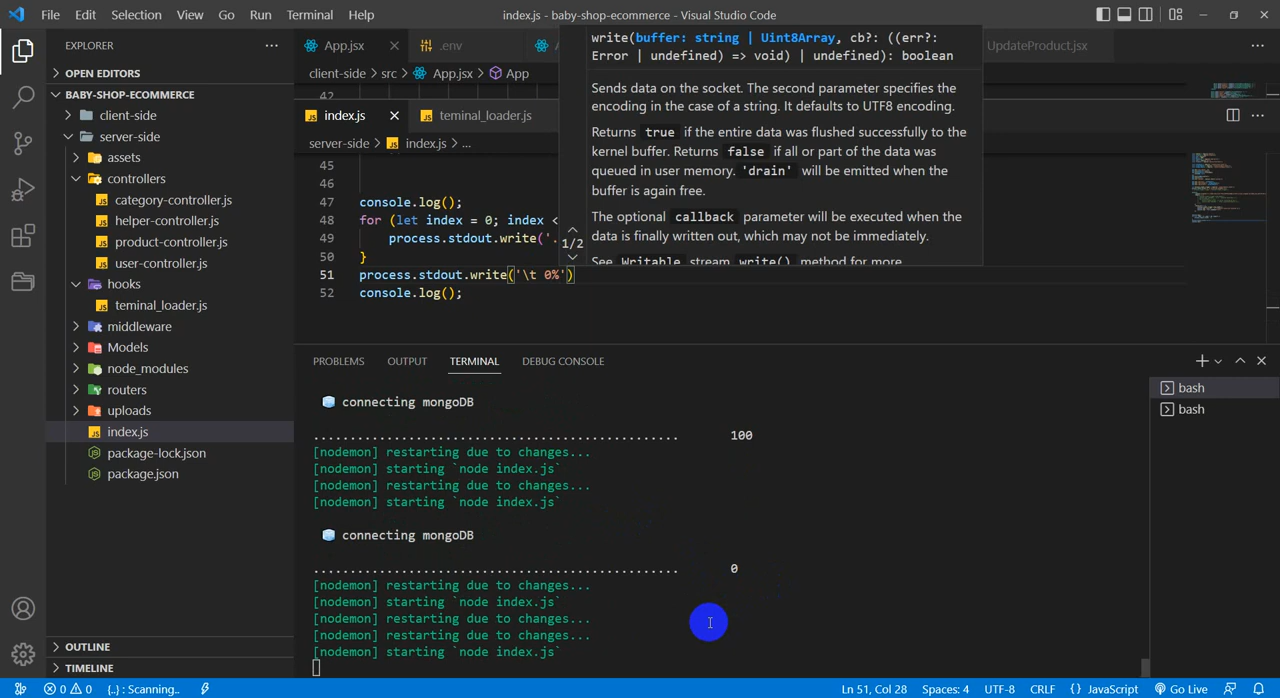 File Edit Selection View Go Run Terminal Help
index.js - baby-shop-ecommerce - Visual Studio Code
EXPLORER
OPEN EDITORS
BABY-SHOP-ECOMMERCE
client-side
server-side
assets
controllers
category-controller.js
helper-controller.js
product-controller.js
user-controller.js
hooks
teminal_loader.js
middleware
Models
node_modules
routers
uploads
index.js
package-lock.json
package.json
OUTLINE
TIMELINE
App.jsx
.env
UpdateProduct.jsx
client-side > src > App.jsx > App
42
index.js
teminal_loader.js
server-side > index.js > ...
45
46
47 console.log();
48 for (let index = 0; index <
49 process.stdout.write('.
50 }
51 process.stdout.write('\t 0%')
52 console.log();
write(buffer: string | Uint8Array, cb?: ((err?:
Error | undefined) => void) | undefined): boolean
Sends data on the socket. The second parameter specifies the
encoding in the case of a string. It defaults to UTF8 encoding.
Returns true if the entire data was flushed successfully to the
kernel buffer. Returns false if all or part of the data was
queued in user memory. 'drain' will be emitted when the
buffer is again free.
The optional callback parameter will be executed when the
data is finally written out, which may not be immediately.
See Writable stream write() method for more
1/2
PROBLEMS OUTPUT TERMINAL DEBUG CONSOLE
connecting mongoDB
.................................................. 100
[nodemon] restarting due to changes...
[nodemon] starting `node index.js`
[nodemon] restarting due to changes...
[nodemon] starting `node index.js`
connecting mongoDB
.................................................. 0
[nodemon] restarting due to changes...
[nodemon] starting `node index.js`
[nodemon] restarting due to changes...
[nodemon] restarting due to changes...
[nodemon] starting `node index.js`
bash
bash
0 0 {..} : Scanning..
Ln 51, Col 28 Spaces: 4 UTF-8 CRLF {} JavaScript Go Live